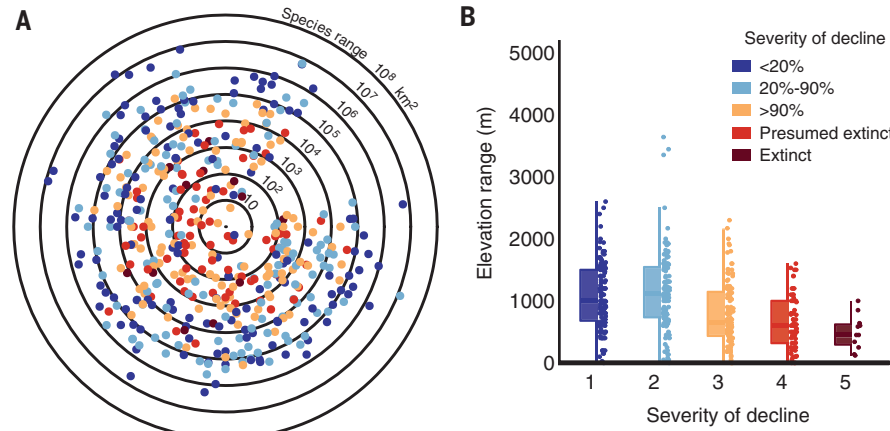 A
Species range 10⁸ km²
10⁷
10⁶
10⁵
10⁴
10³
10²
10
B
Severity of decline
<20%
20%-90%
>90%
Presumed extinct
Extinct
Elevation range (m)
5000
4000
3000
2000
1000
0
1 2 3 4 5
Severity of decline